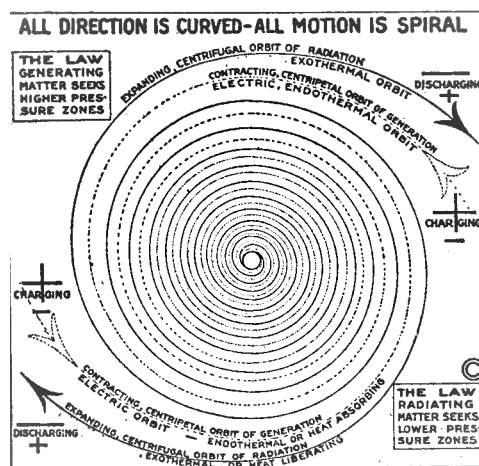 ALL DIRECTION IS CURVED-ALL MOTION IS SPIRAL
THE LAW
GENERATING
MATTER SEEKS
HIGHER PRES-
SURE ZONES
EXPANDING, CENTRIFUGAL ORBIT OF RADIATION
EXOTHERMAL ORBIT
CONTRACTING, CENTRIPETAL ORBIT OF GENERATION
ELECTRIC, ENDOTHERMAL ORBIT
−
DISCHARGING
+
+
CHARGING
−
+
CHARGING
−
−
DISCHARGING
+
CONTRACTING, CENTRIPETAL ORBIT OF GENERATION
ELECTRIC ORBIT — ENDOTHERMAL OR HEAT ABSORBING
EXPANDING, CENTRIFUGAL ORBIT OF RADIATION
EXOTHERMAL OR HEAT LIBERATING
©
THE LAW
RADIATING
MATTER SEEKS
LOWER PRES-
SURE ZONES